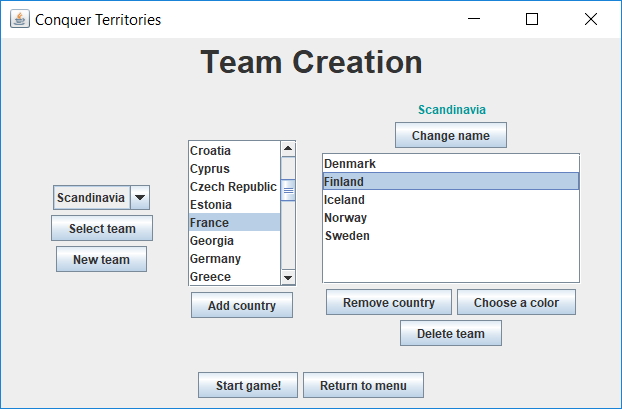 Conquer Territories
Team Creation
Scandinavia
Change name
Scandinavia
Select team
New team
Croatia
Cyprus
Czech Republic
Estonia
France
Georgia
Germany
Greece
Add country
Denmark
Finland
Iceland
Norway
Sweden
Remove country
Choose a color
Delete team
Start game!
Return to menu